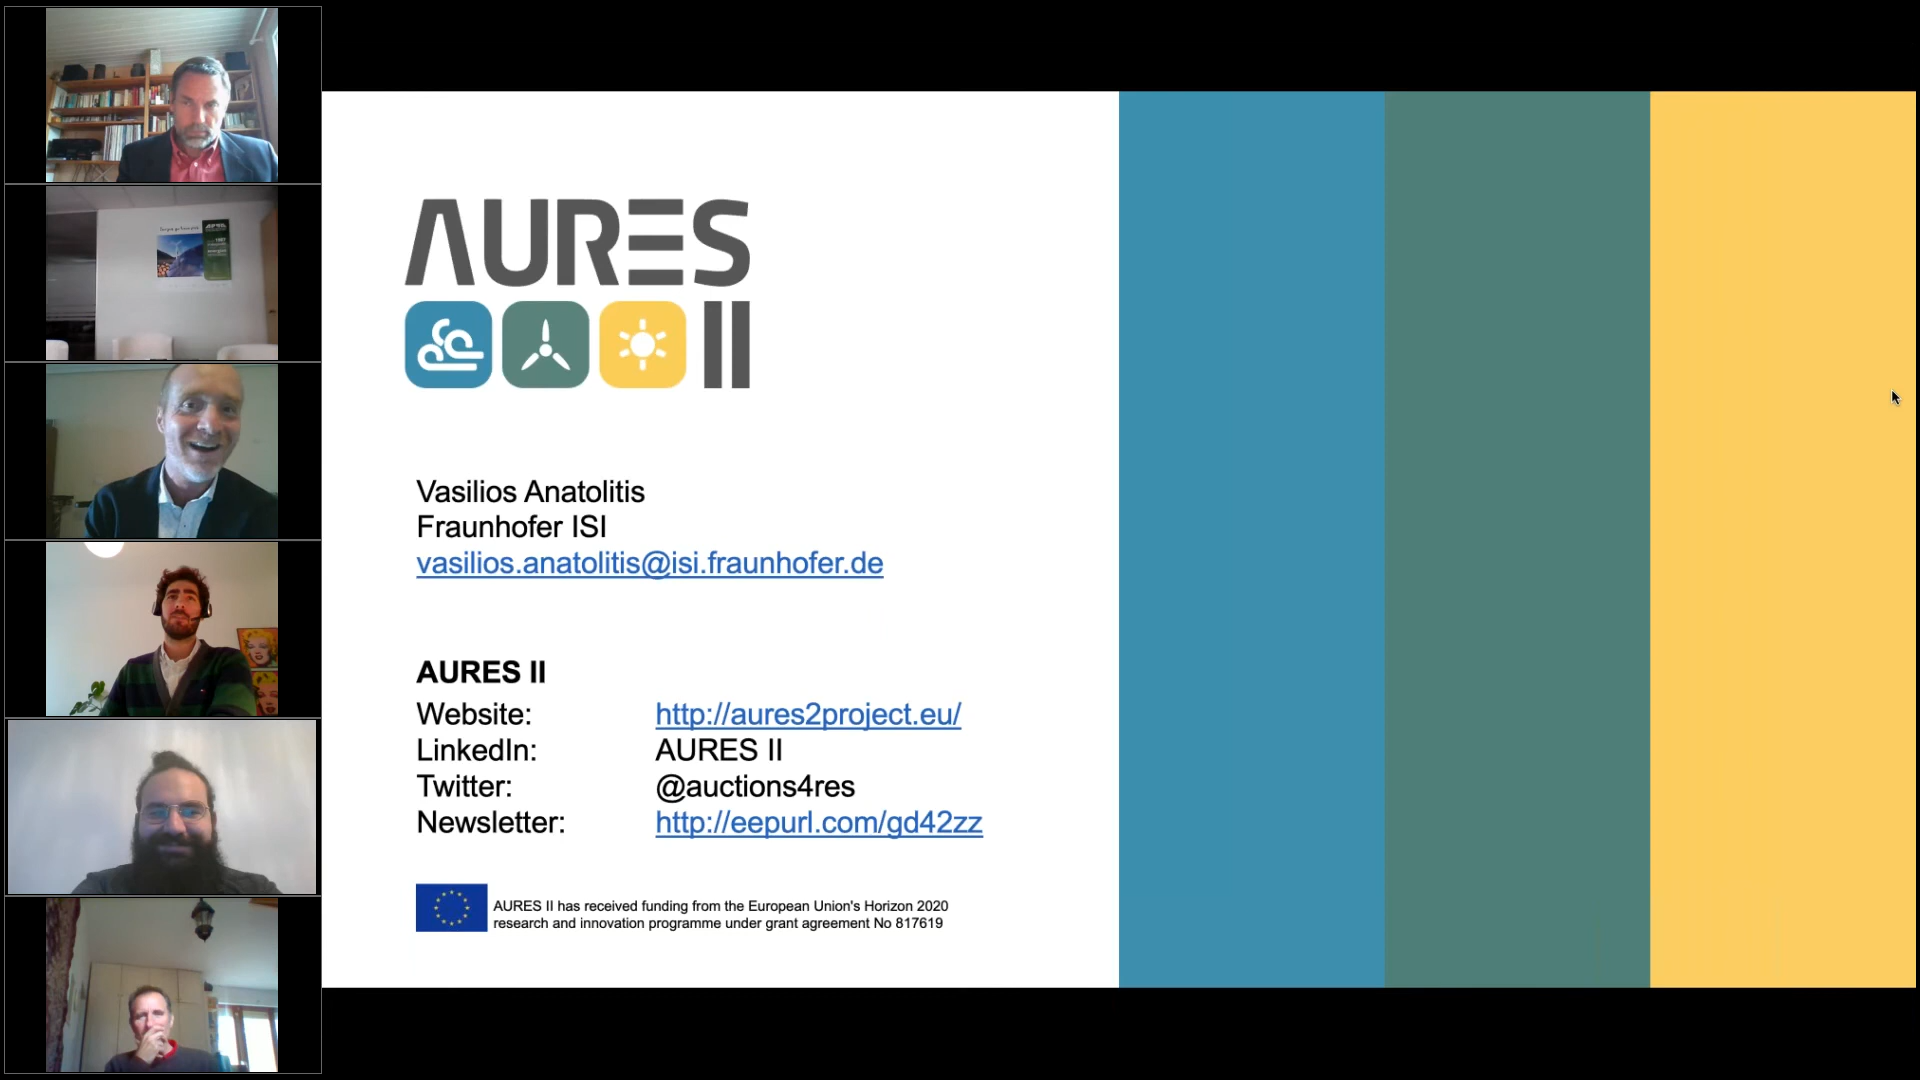 AURES
II
Vasilios Anatolitis
Fraunhofer ISI
vasilios.anatolitis@isi.fraunhofer.de
AURES II
Website: http://aures2project.eu/
LinkedIn: AURES II
Twitter: @auctions4res
Newsletter: http://eepurl.com/gd42zz
AURES II has received funding from the European Union's Horizon 2020
research and innovation programme under grant agreement No 817619